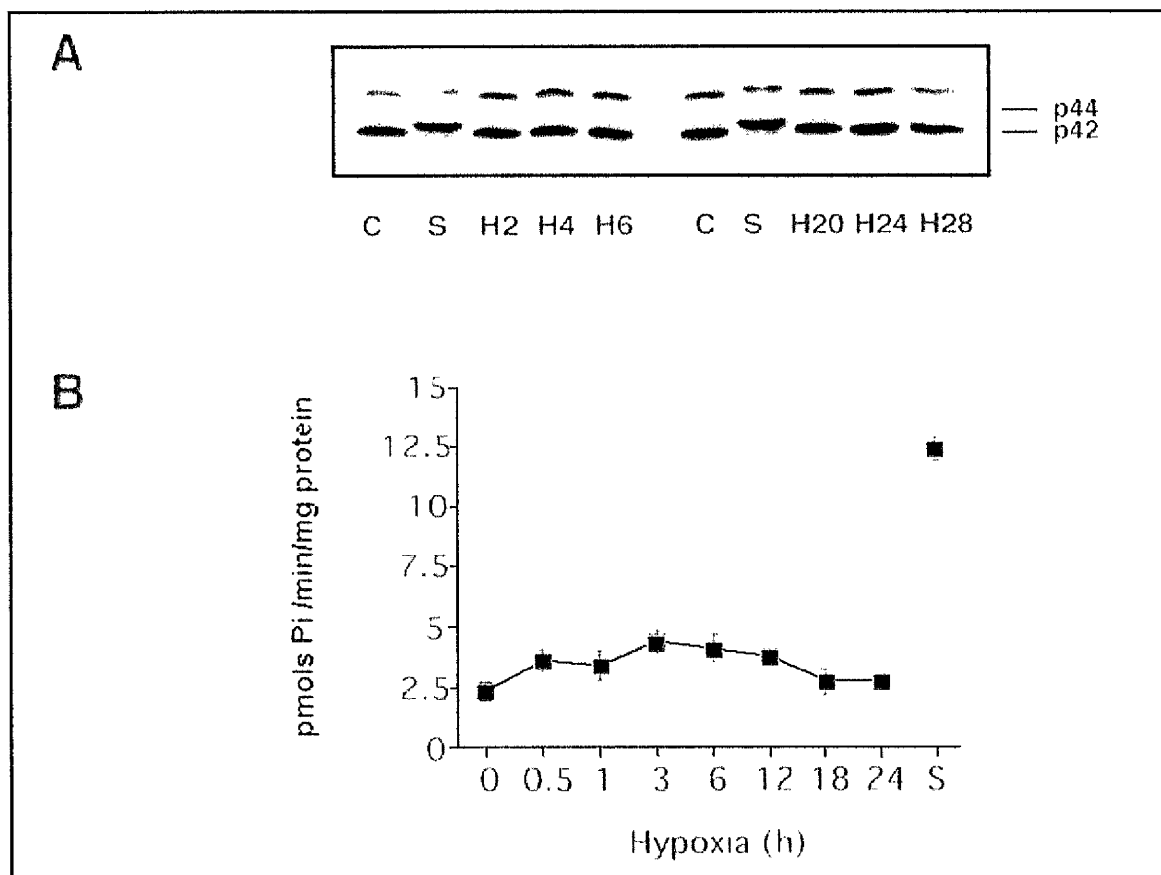 A
p44
p42
C S H2 H4 H6 C S H20 H24 H28
B
pmols Pi /min/mg protein
15
12.5
10
7.5
5
2.5
0
0 0.5 1 3 6 12 18 24 S
Hypoxia (h)